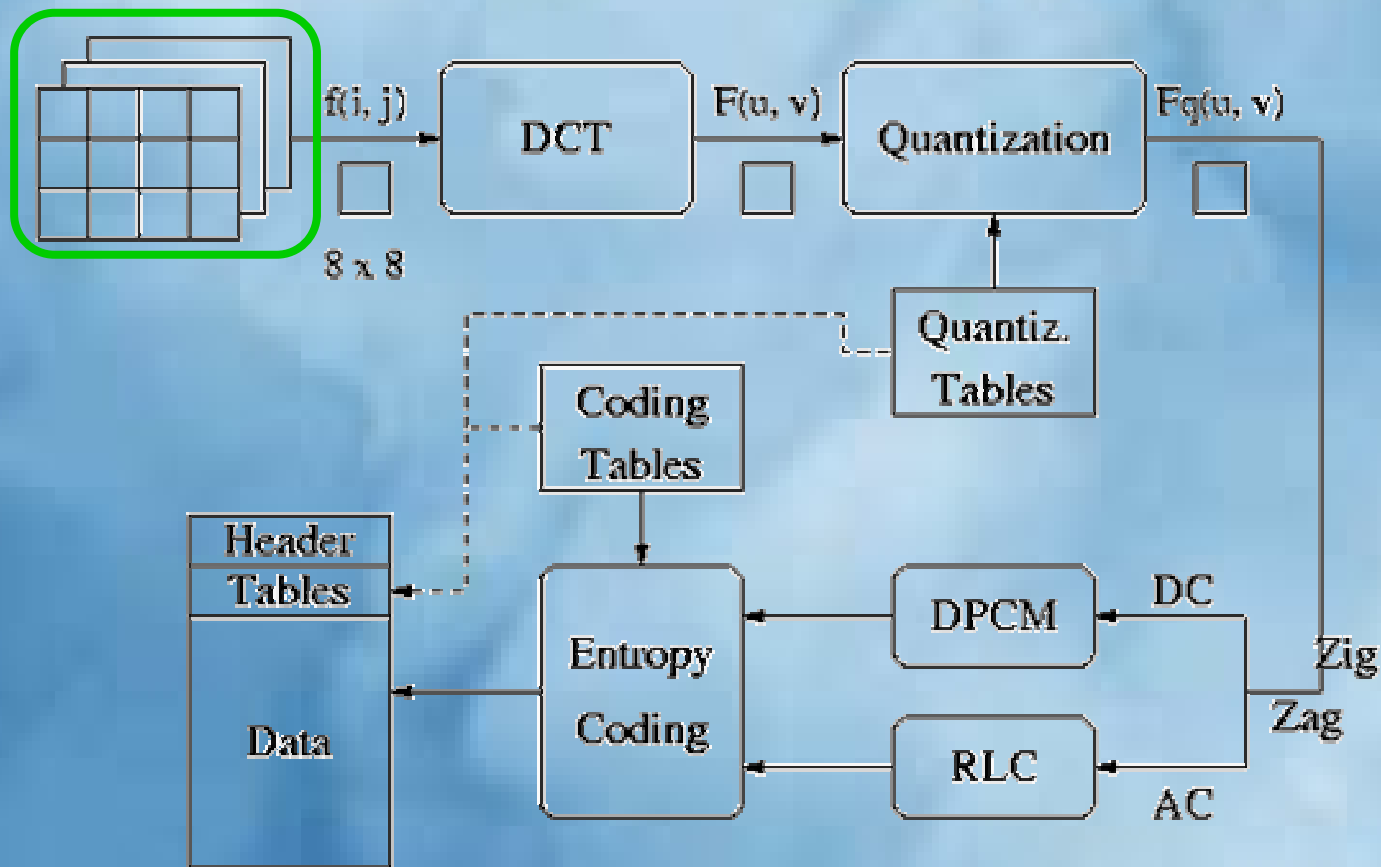 f(i, j)
8 x 8
DCT
F(u, v)
Quantization
Fq(u, v)
Quantiz.
Tables
Coding
Tables
Header
Tables
Data
Entropy
Coding
DPCM
DC
RLC
AC
Zig
Zag